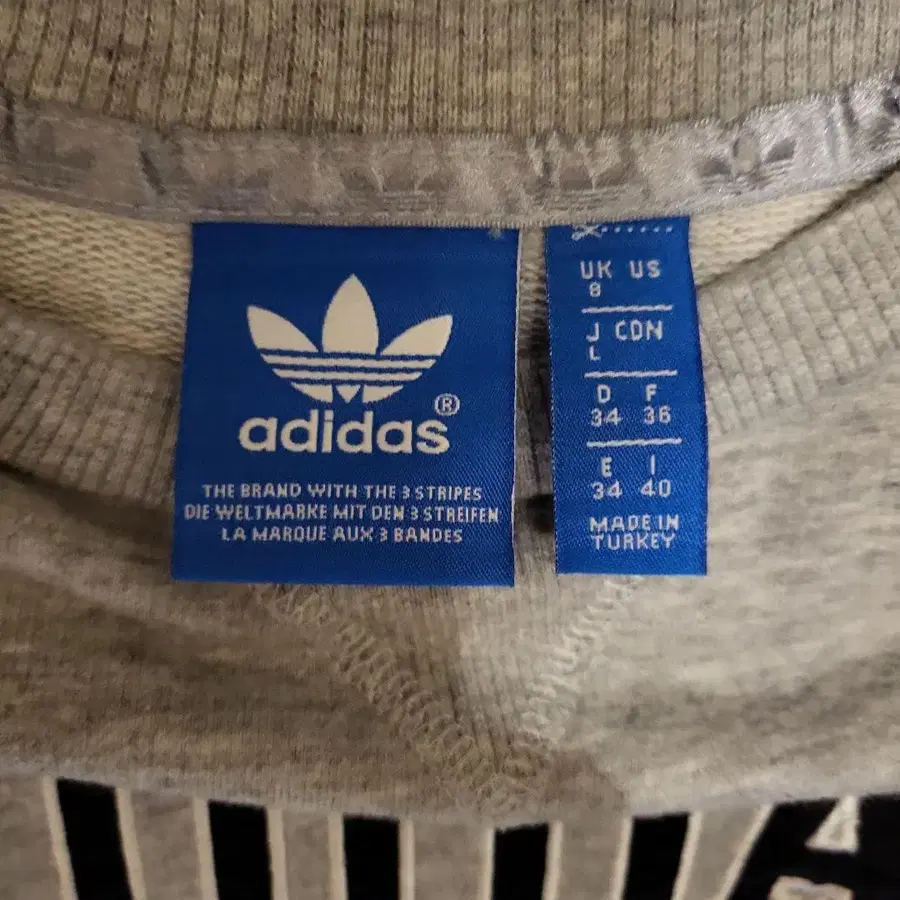 adidas®
THE BRAND WITH THE 3 STRIPES
DIE WELTMARKE MIT DEN 3 STREIFEN
LA MARQUE AUX 3 BANDES
UK US
8
J CDN
L
D F
34 36
E I
34 40
MADE IN
TURKEY